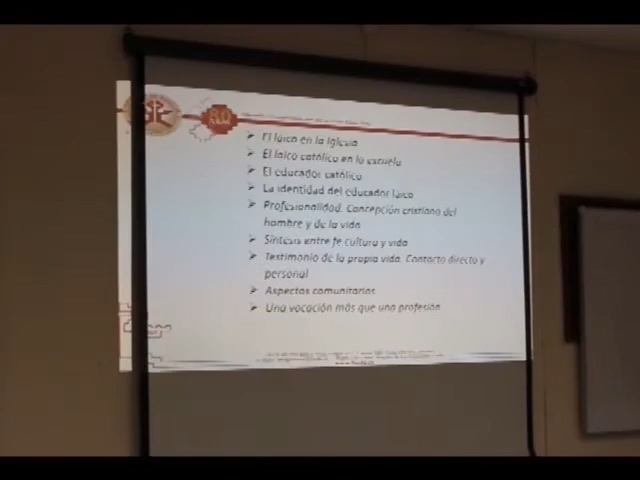 El laico en la Iglesia
El laico católico en la escuela
El educador católico
La identidad del educador laico
Profesionalidad. Concepción cristiana del
hombre y de la vida
Síntesis entre fe cultura y vida
Testimonio de la propia vida. Contacto directo y
personal
Aspectos comunitarios
Una vocación más que una profesión